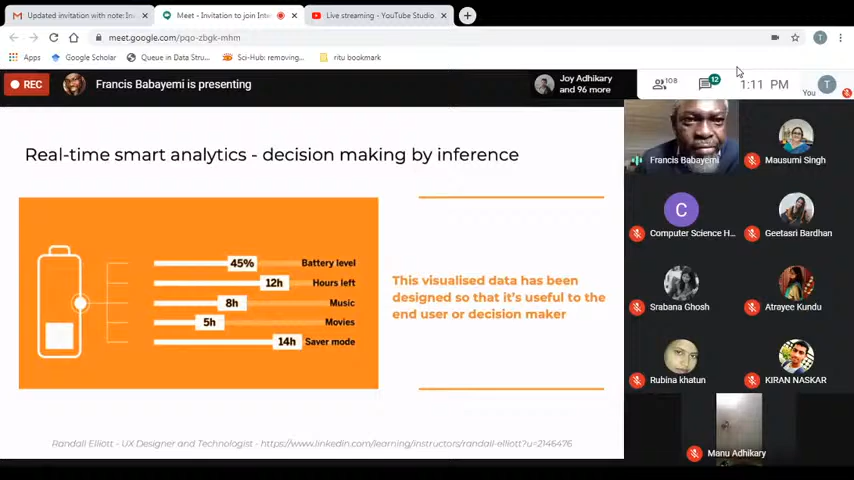 Updated invitation with note: In
Meet - Invitation to join Inte
Live streaming - YouTube Studio
meet.google.com/pqo-zbgk-mhm
T
Apps
Google Scholar
Queue in Data Stru...
Sci-Hub: removing...
ritu bookmark
REC
Francis Babayemi is presenting
Joy Adhikary
and 96 more
108
12
1:11 PM
T
You
Real-time smart analytics - decision making by inference
45%
Battery level
12h
Hours left
8h
Music
5h
Movies
14h
Saver mode
This visualised data has been
designed so that it's useful to the
end user or decision maker
Randall Elliott - UX Designer and Technologist - https://www.linkedin.com/learning/instructors/randall-elliott?u=2146476
Francis Babayemi
Mausumi Singh
C
Computer Science H...
Geetasri Bardhan
Srabana Ghosh
Atrayee Kundu
Rubina khatun
KIRAN NASKAR
Manu Adhikary